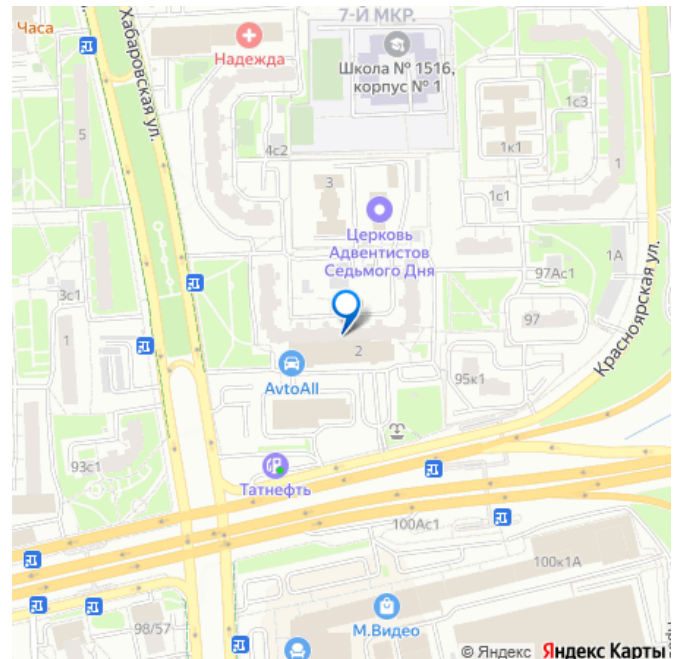 7-Й МКР.
Часа
Хабаровская ул.
Надежда
Школа № 1516,
корпус № 1
1с3
5
4с2
1к1
1
3
1с1
Церковь
Адвентистов
Седьмого Дня
1А
97Ас1
3с1
97
Красноярская ул.
1
2
AvtoAll
95к1
93с1
Татнефть
100Ас1
100к1А
98/57
М.Видео
© Яндекс Яндекс Карты